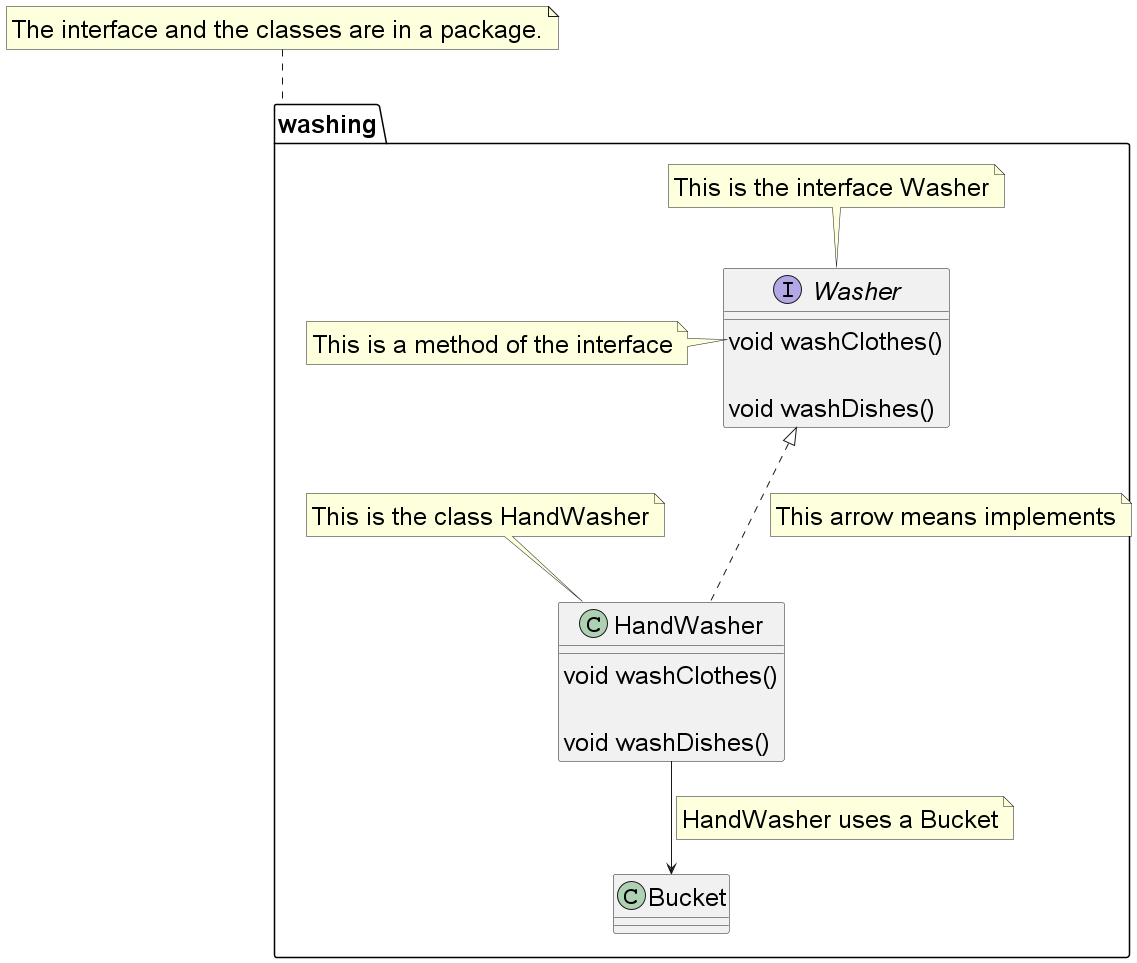 The interface and the classes are in a package.
washing
This is the interface Washer
I Washer
This is a method of the interface
void washClothes()
void washDishes()
This is the class HandWasher
This arrow means implements
C HandWasher
void washClothes()
void washDishes()
HandWasher uses a Bucket
C Bucket